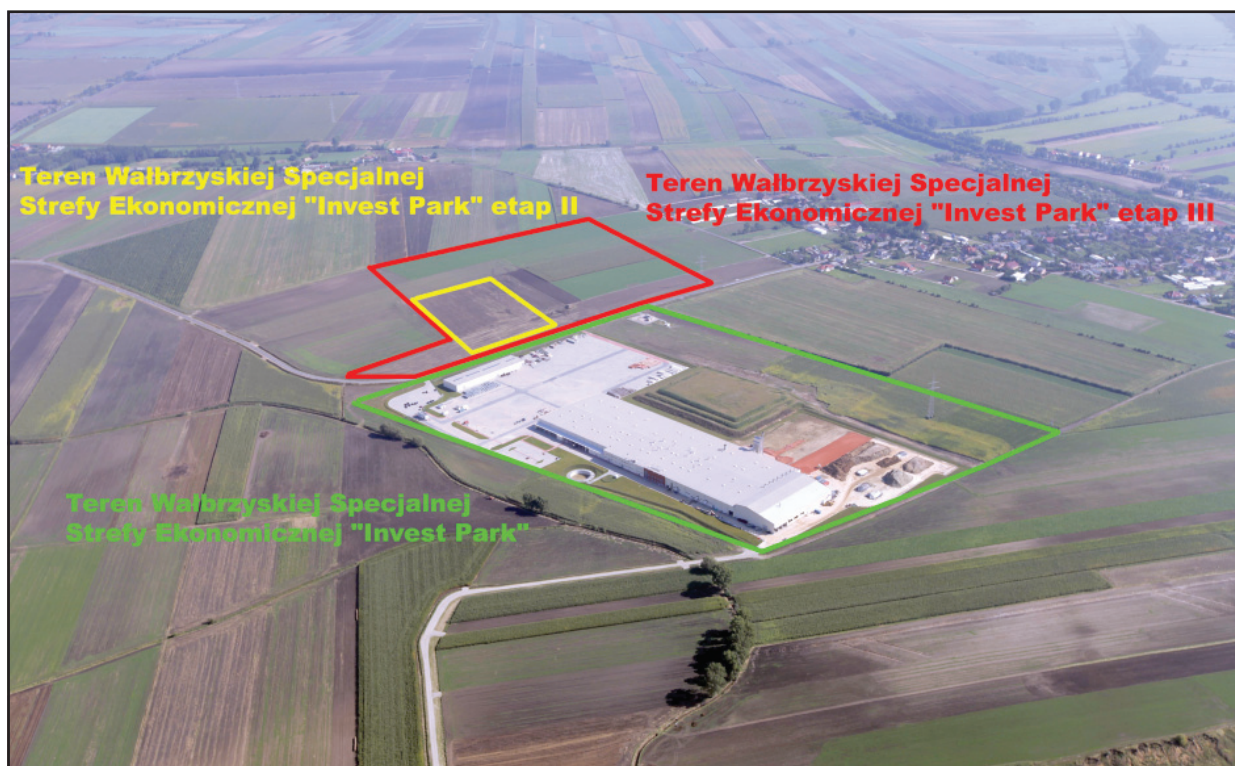 Teren Wałbrzyskiej Specjalnej
Strefy Ekonomicznej "Invest Park" etap II
Teren Wałbrzyskiej Specjalnej
Strefy Ekonomicznej "Invest Park" etap III
Teren Wałbrzyskiej Specjalnej
Strefy Ekonomicznej "Invest Park"